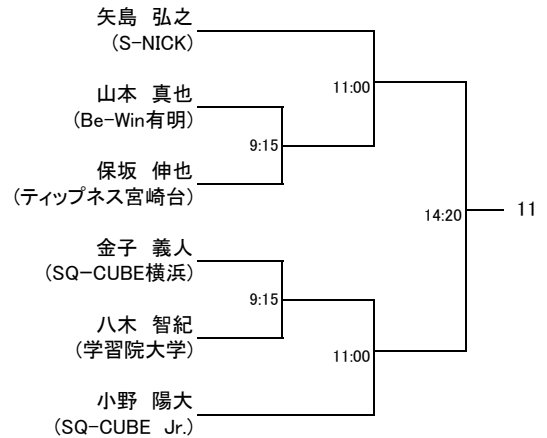 矢島　弘之
(S-NICK)
11:00
山本　真也
(Be-Win有明)
9:15
保坂　伸也
(ティップネス宮崎台)
14:20
11
金子　義人
(SQ-CUBE横浜)
9:15
八木　智紀
(学習院大学)
11:00
小野　陽大
(SQ-CUBE　Jr.)